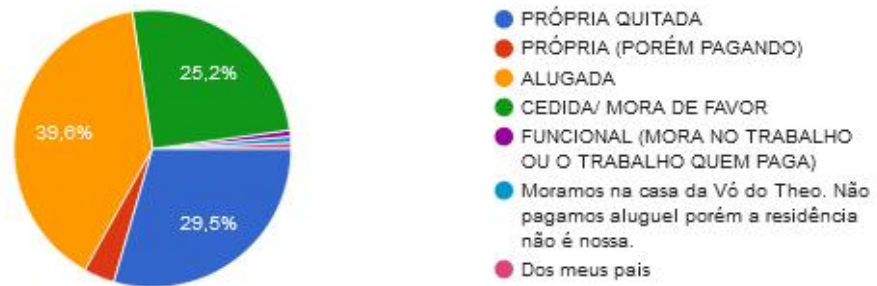 25,2%
39,6%
29,5%
PRÓPRIA QUITADA
PRÓPRIA (PORÉM PAGANDO)
ALUGADA
CEDIDA/ MORA DE FAVOR
FUNCIONAL (MORA NO TRABALHO
OU O TRABALHO QUEM PAGA)
Moramos na casa da Vó do Theo. Não
pagamos aluguel porém a residência
não é nossa.
Dos meus pais